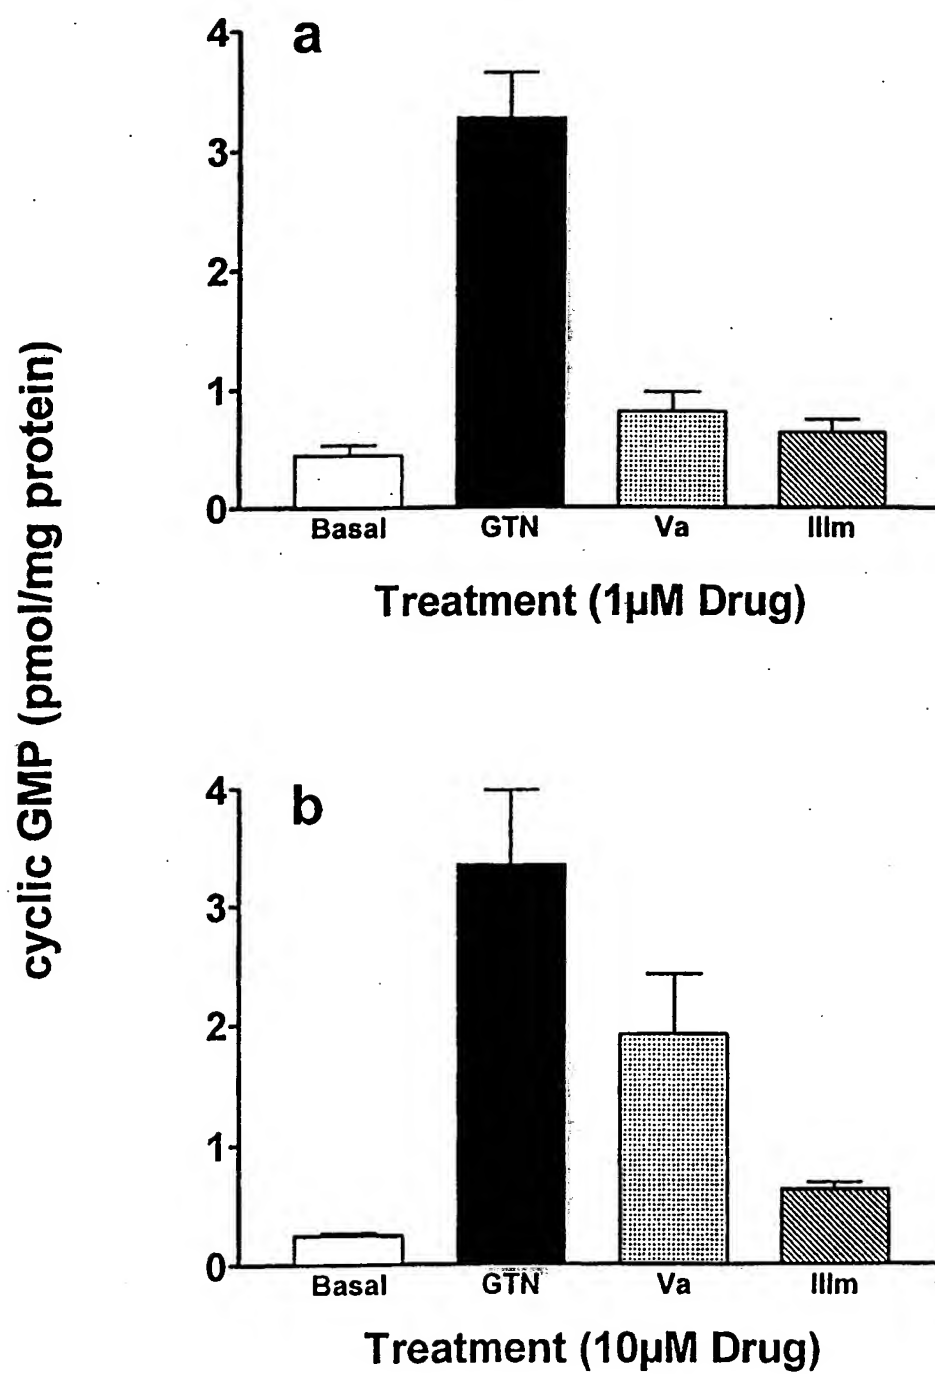 a
4
3
2
1
0
Basal GTN Va IIIm
Treatment (1µM Drug)
cyclic GMP (pmol/mg protein)
b
4
3
2
1
0
Basal GTN Va IIIm
Treatment (10µM Drug)